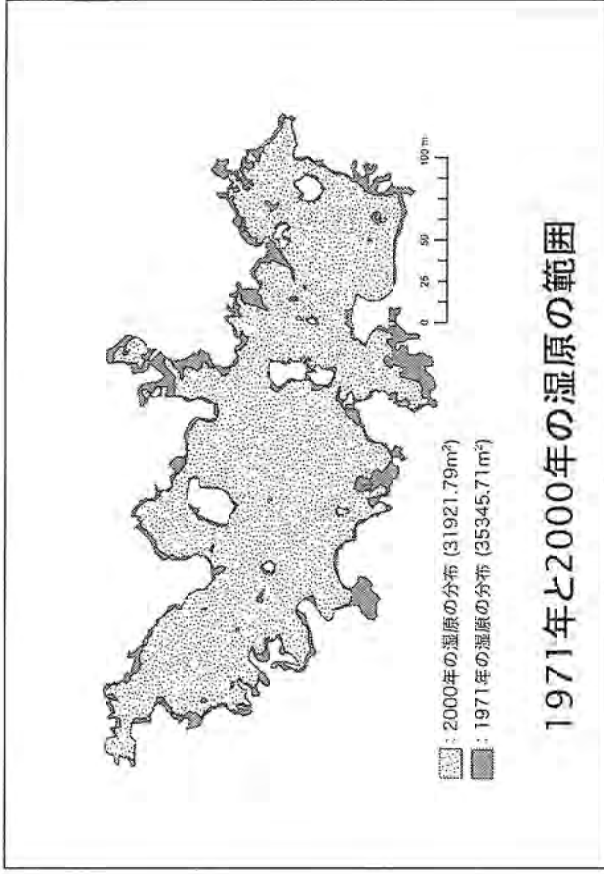 0 25 50 100 m
: 2000年の湿原の分布 (31921.79m²)
: 1971年の湿原の分布 (35345.71m²)
1971年と2000年の湿原の範囲